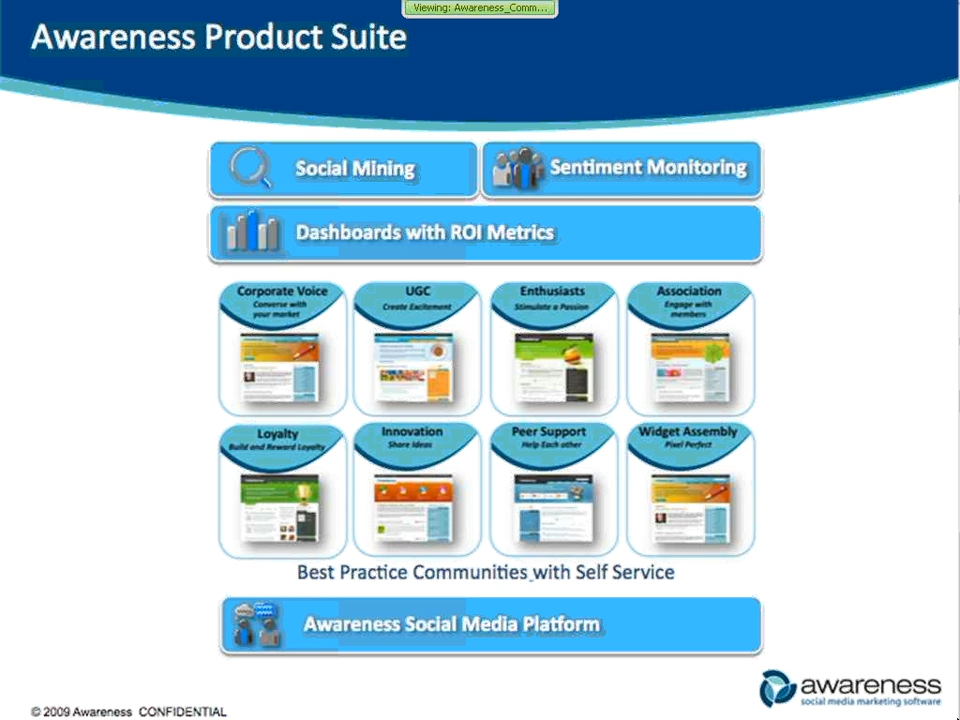 Viewing: Awareness_Comm...
Awareness Product Suite
Social Mining
Sentiment Monitoring
Dashboards with ROI Metrics
Corporate Voice
Converse with
your market
UGC
Create Excitement
Enthusiasts
Stimulate a Passion
Association
Engage with
members
Loyalty
Build and Reward Loyalty
Innovation
Share Ideas
Peer Support
Help Each other
Widget Assembly
Pixel Perfect
Best Practice Communities with Self Service
Awareness Social Media Platform
awareness
social media marketing software
© 2009 Awareness CONFIDENTIAL